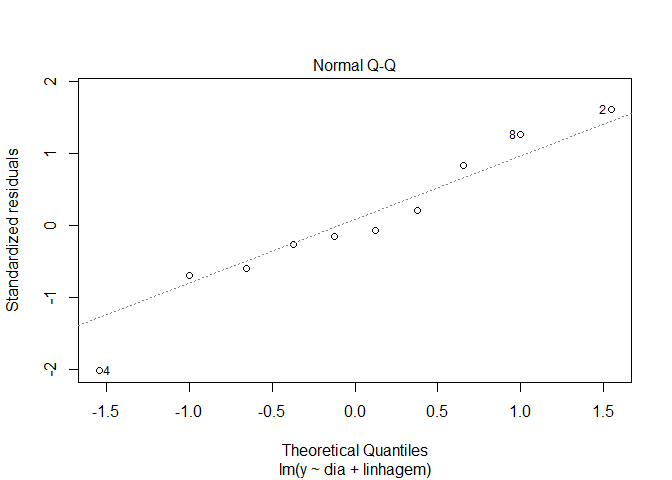 Normal Q-Q
2
1
0
-1
-2
Standardized residuals
2
8
4
-1.5 -1.0 -0.5 0.0 0.5 1.0 1.5
Theoretical Quantiles
lm(y ~ dia + linhagem)